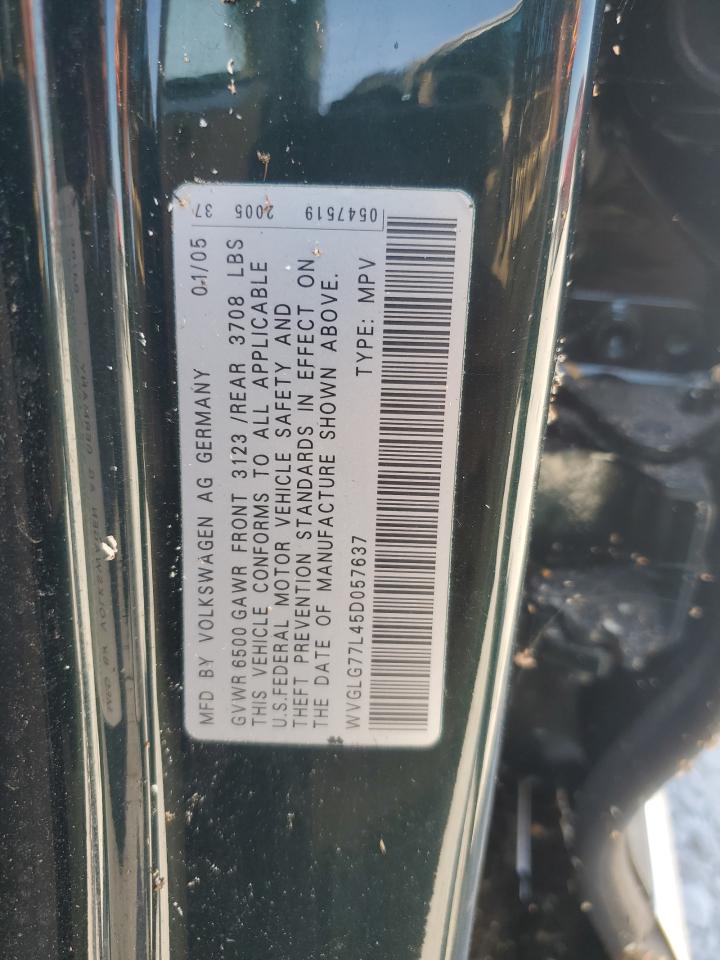 MFD BY VOLKSWAGEN AG GERMANY 01/05
GVWR 6500 GAWR FRONT 3123 /REAR 3708 LBS
THIS VEHICLE CONFORMS TO ALL APPLICABLE
U.S.FEDERAL MOTOR VEHICLE SAFETY AND
THEFT PREVENTION STANDARDS IN EFFECT ON
THE DATE OF MANUFACTURE SHOWN ABOVE.
WVGLG77L45D057637 TYPE: MPV
0547519 2005 37